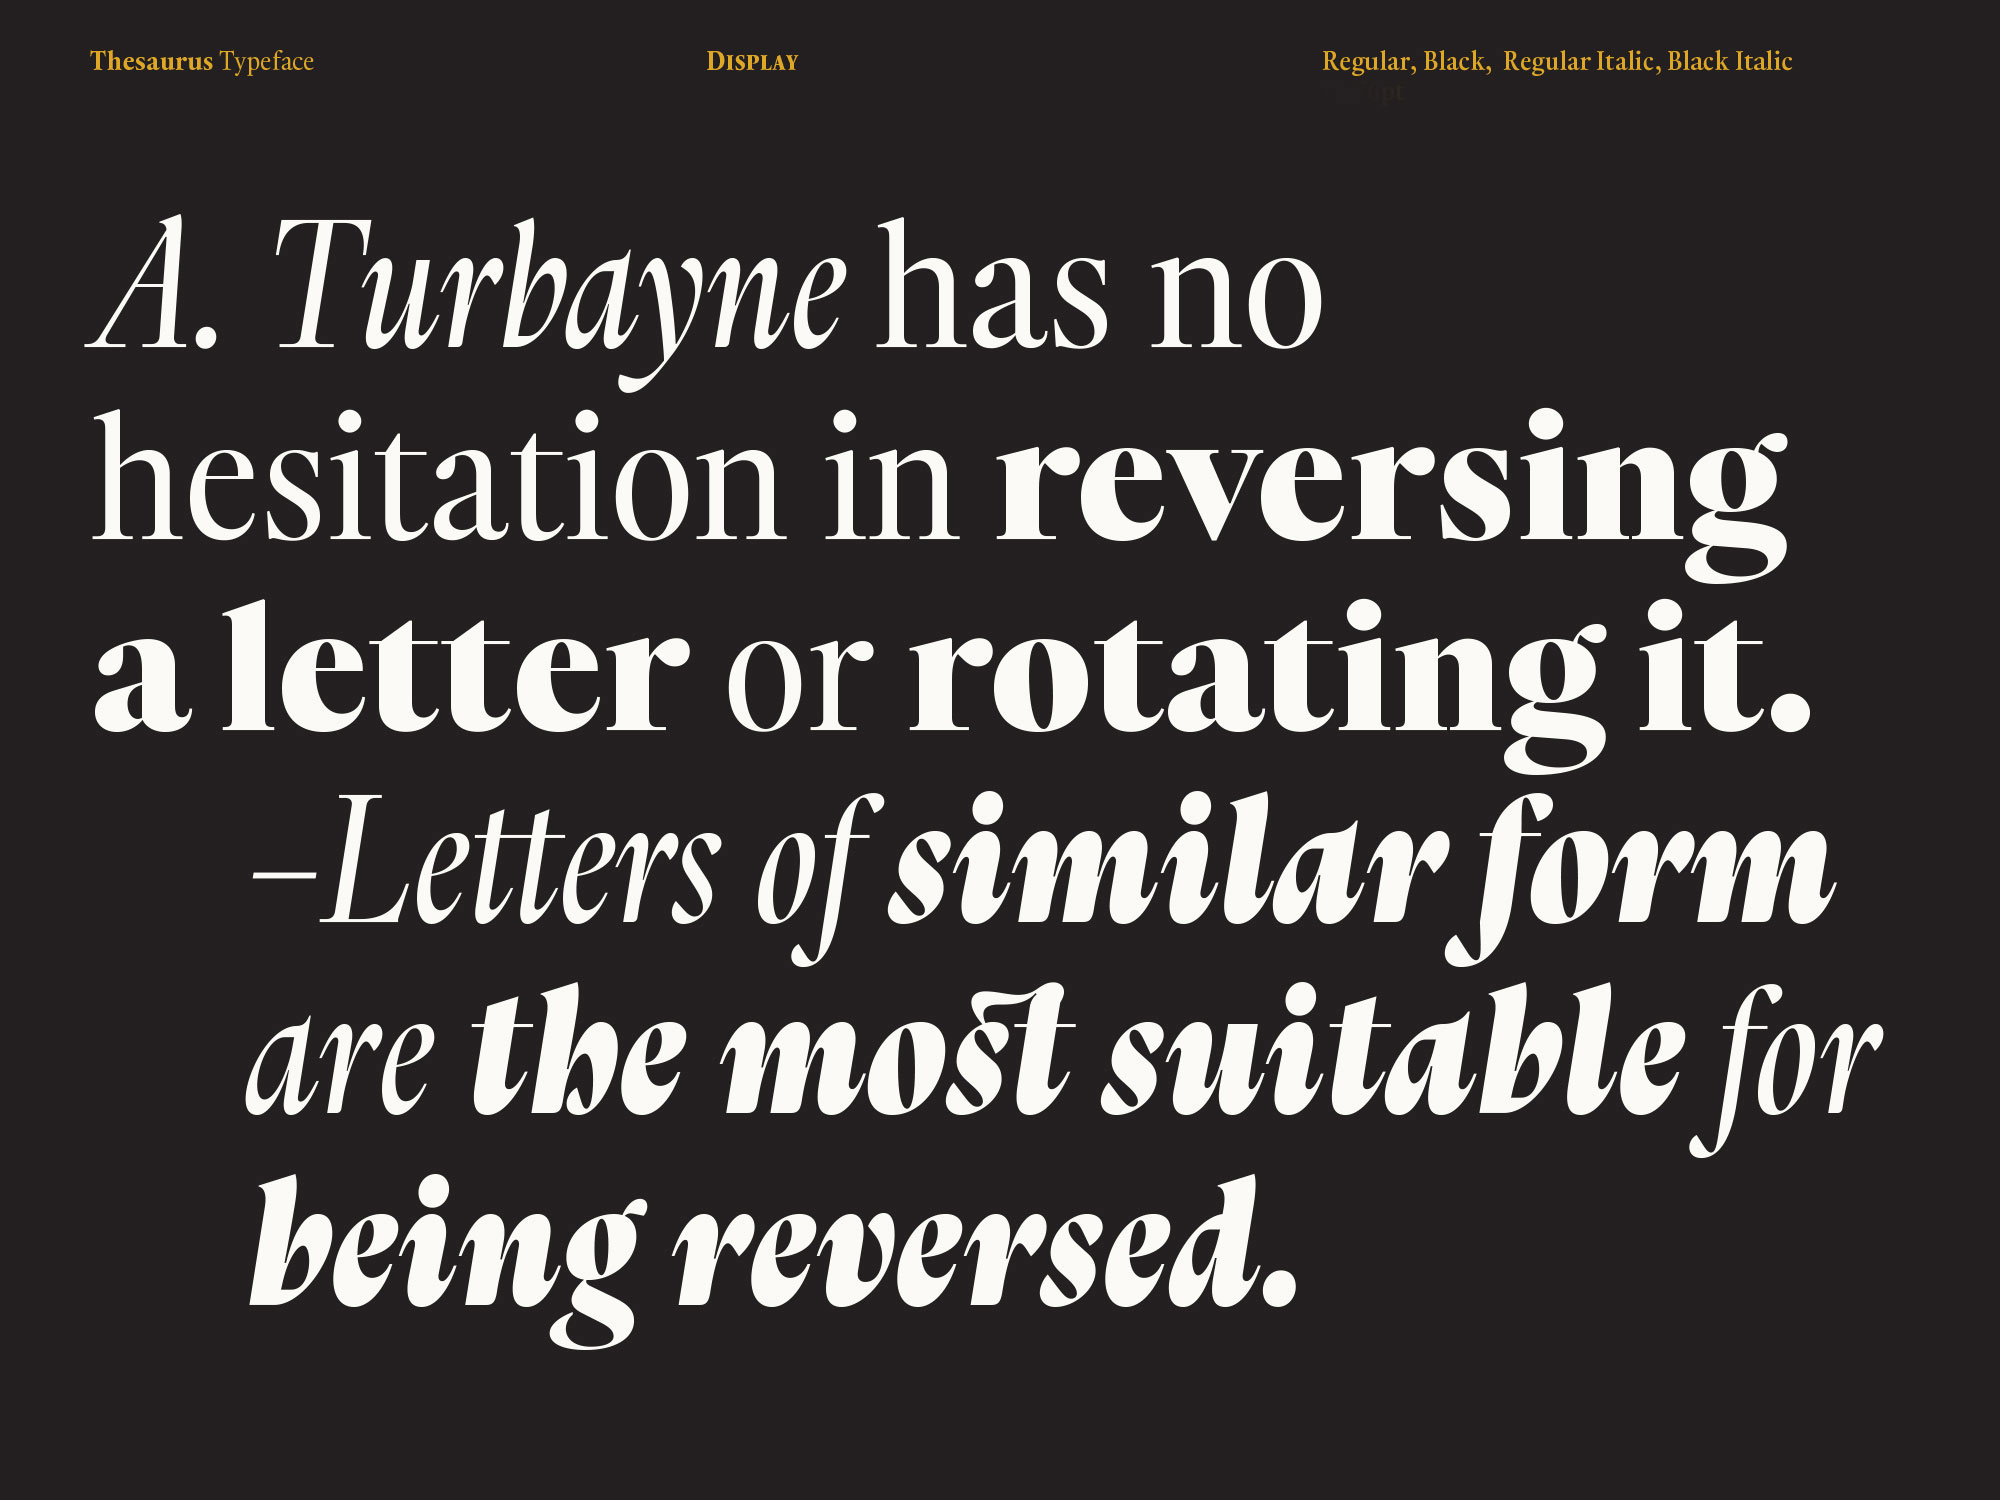 Thesaurus Typeface
DISPLAY
Regular, Black, Regular Italic, Black Italic
A. Turbayne has no
hesitation in reversing
a letter or rotating it.
–Letters of similar form
are the most suitable for
being reversed.